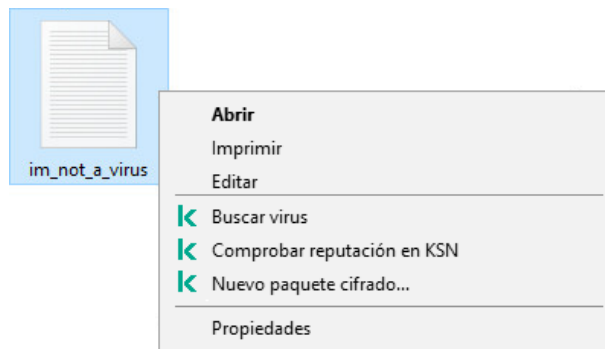 im_not_a_virus
Abrir
Imprimir
Editar
Buscar virus
Comprobar reputación en KSN
Nuevo paquete cifrado...
Propiedades